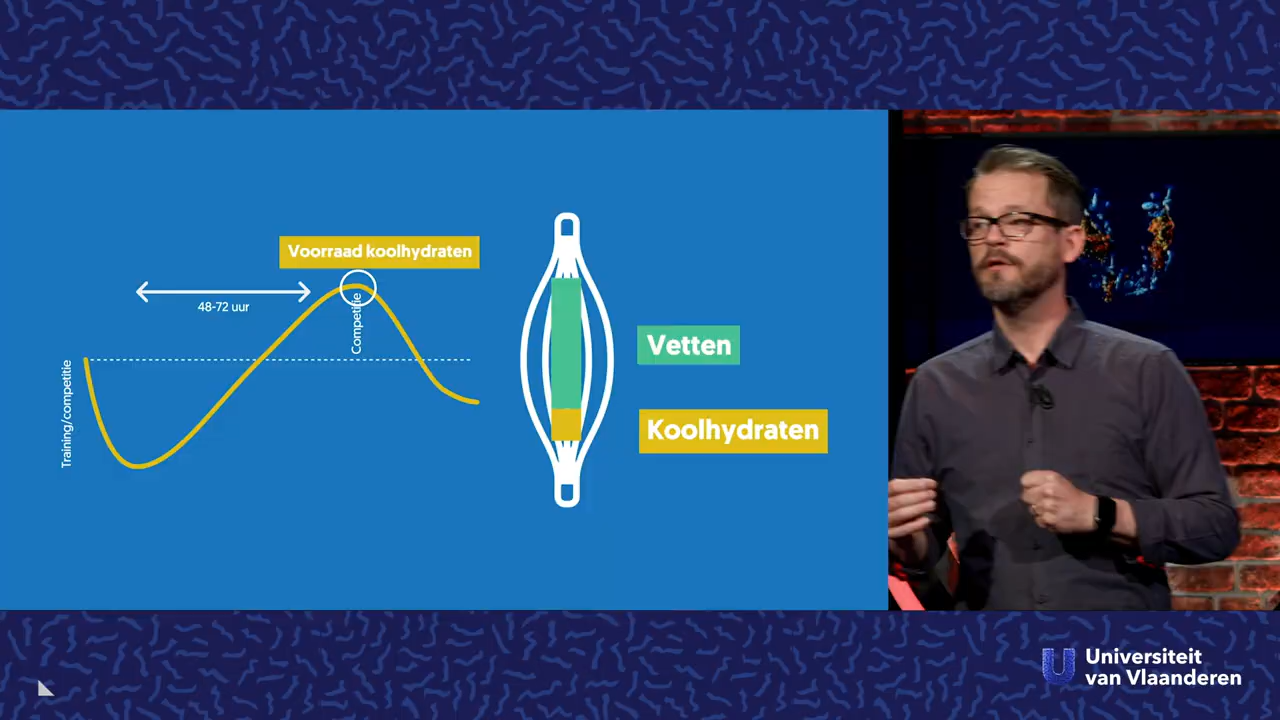 Voorraad koolhydraten
48-72 uur
Competitie
Training/competitie
Vetten
Koolhydraten
Universiteit
van Vlaanderen